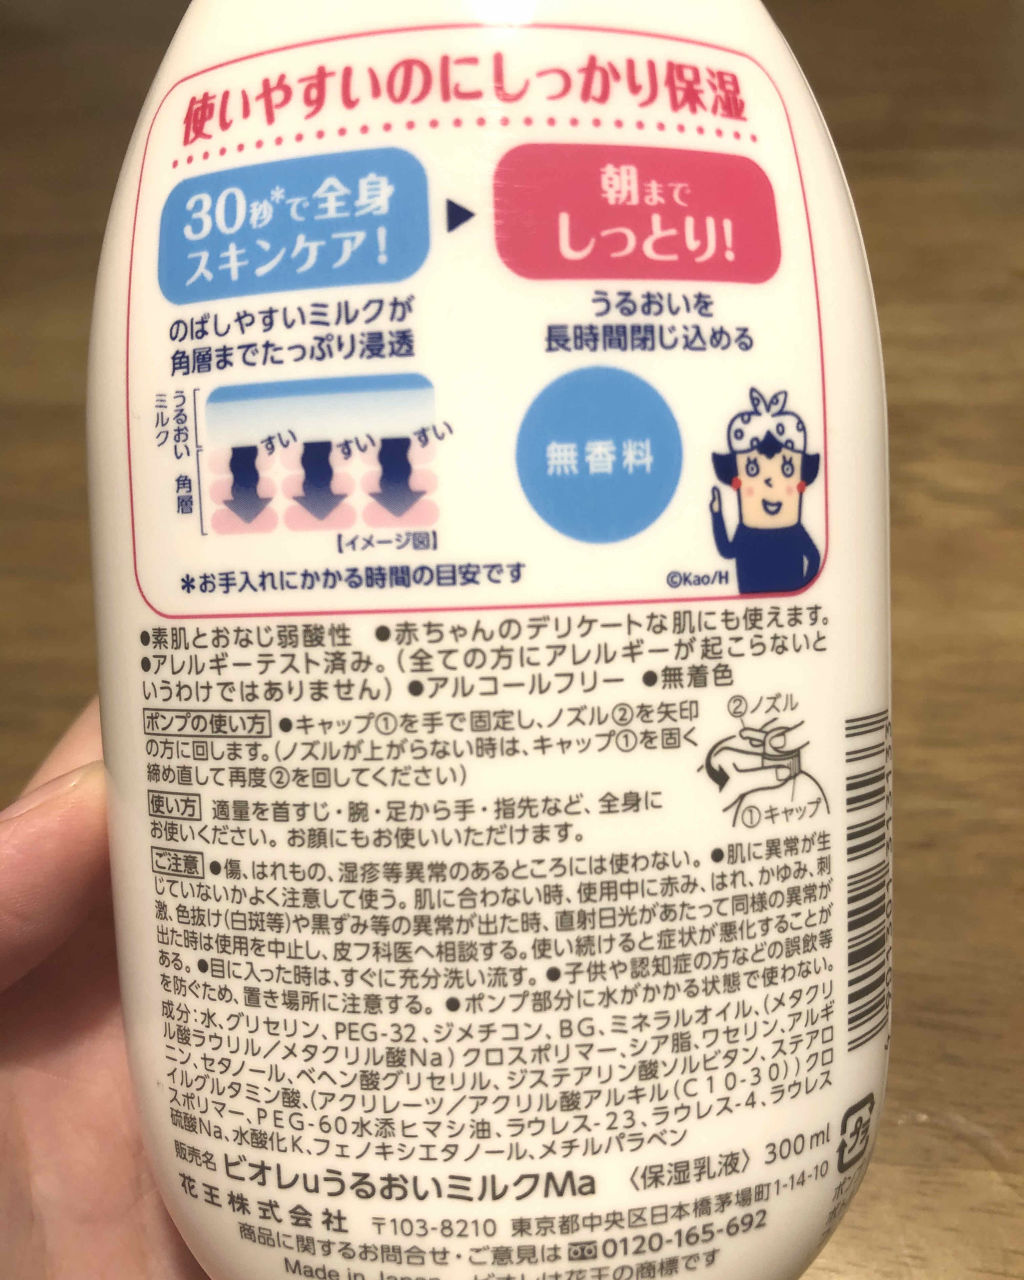 使いやすいのにしっかり保湿
30秒*で全身
スキンケア!
朝まで
しっとり!
のばしやすいミルクが
角層までたっぷり浸透
うるおいを
長時間閉じ込める
うるおい
ミルク
角層
すい
すい
すい
【イメージ図】
無香料
*お手入れにかかる時間の目安です
©Kao/H
●素肌とおなじ弱酸性 ●赤ちゃんのデリケートな肌にも使えます。
●アレルギーテスト済み。(全ての方にアレルギーが起こらないと
いうわけではありません) ●アルコールフリー ●無着色
ポンプの使い方 ●キャップ①を手で固定し、ノズル②を矢印
の方に回します。(ノズルが上がらない時は、キャップ①を固く
締め直して再度②を回してください)
②ノズル
①キャップ
使い方 適量を首すじ・腕・足から手・指先など、全身に
お使いください。お顔にもお使いいただけます。
ご注意 ●傷、はれもの、湿疹等異常のあるところには使わない。●肌に異常が生
じていないかよく注意して使う。肌に合わない時、使用中に赤み、はれ、かゆみ、刺
激、色抜け(白斑等)や黒ずみ等の異常が出た時、直射日光があたって同様の異常が
出た時は使用を中止し、皮フ科医へ相談する。使い続けると症状が悪化することが
ある。●目に入った時は、すぐに充分洗い流す。●子供や認知症の方などの誤飲等
を防ぐため、置き場所に注意する。●ポンプ部分に水がかかる状態で使わない。
成分:水、グリセリン、PEG-32、ジメチコン、BG、ミネラルオイル、(メタクリ
ル酸ラウリル/メタクリル酸Na)クロスポリマー、シア脂、ワセリン、アルギ
ニン、セタノール、ベヘン酸グリセリル、ジステアリン酸ソルビタン、ステアロ
イルグルタミン酸、(アクリレーツ/アクリル酸アルキル(C10-30))クロ
スポリマー、PEG-60水添ヒマシ油、ラウレス-23、ラウレス-4、ラウレス
硫酸Na、水酸化K、フェノキシエタノール、メチルパラベン
販売名 ビオレuうるおいミルクMa 〈保湿乳液〉 300ml
花王株式会社 〒103-8210 東京都中央区日本橋茅場町1-14-10
商品に関するお問合せ・ご意見は 0120-165-692
Made in Japan ビオレは花王の商標です
プラ